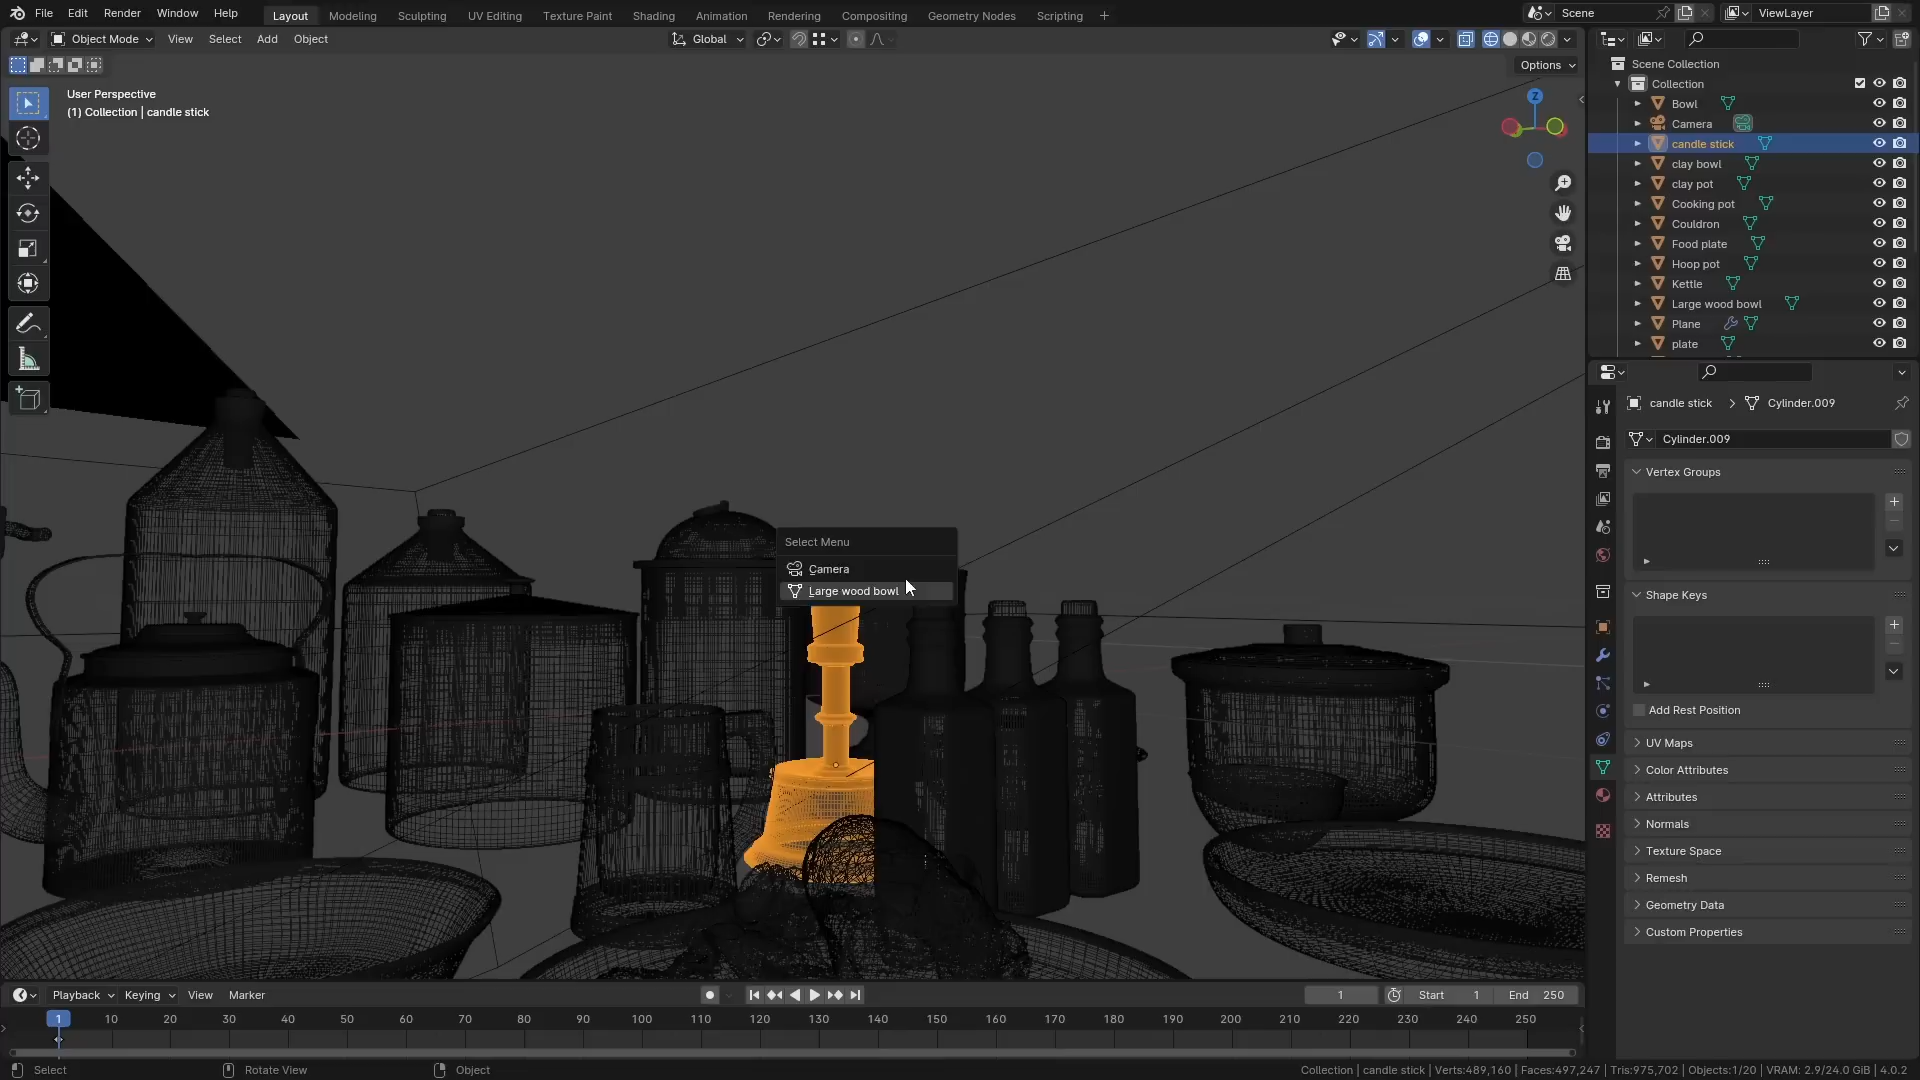 File Edit Render Window Help Layout Modeling Sculpting UV Editing Texture Paint Shading Animation Rendering Compositing Geometry Nodes Scripting + Scene ViewLayer
Object Mode View Select Add Object Global
Options
User Perspective
(1) Collection | candle stick
Z
Scene Collection
Collection
Bowl
Camera
candle stick
clay bowl
clay pot
Cooking pot
Couldron
Food plate
Hoop pot
Kettle
Large wood bowl
Plane
plate
candle stick > Cylinder.009
Cylinder.009
Vertex Groups
Shape Keys
Add Rest Position
UV Maps
Color Attributes
Attributes
Normals
Texture Space
Remesh
Geometry Data
Custom Properties
Select Menu
Camera
Large wood bowl
Playback Keying View Marker 1 Start 1 End 250
1 10 20 30 40 50 60 70 80 90 100 110 120 130 140 150 160 170 180 190 200 210 220 230 240 250
Select Rotate View Object Collection | candle stick | Verts:489,160 | Faces:497,247 | Tris:975,702 | Objects:1/20 | VRAM: 2.9/24.0 GiB | 4.0.2